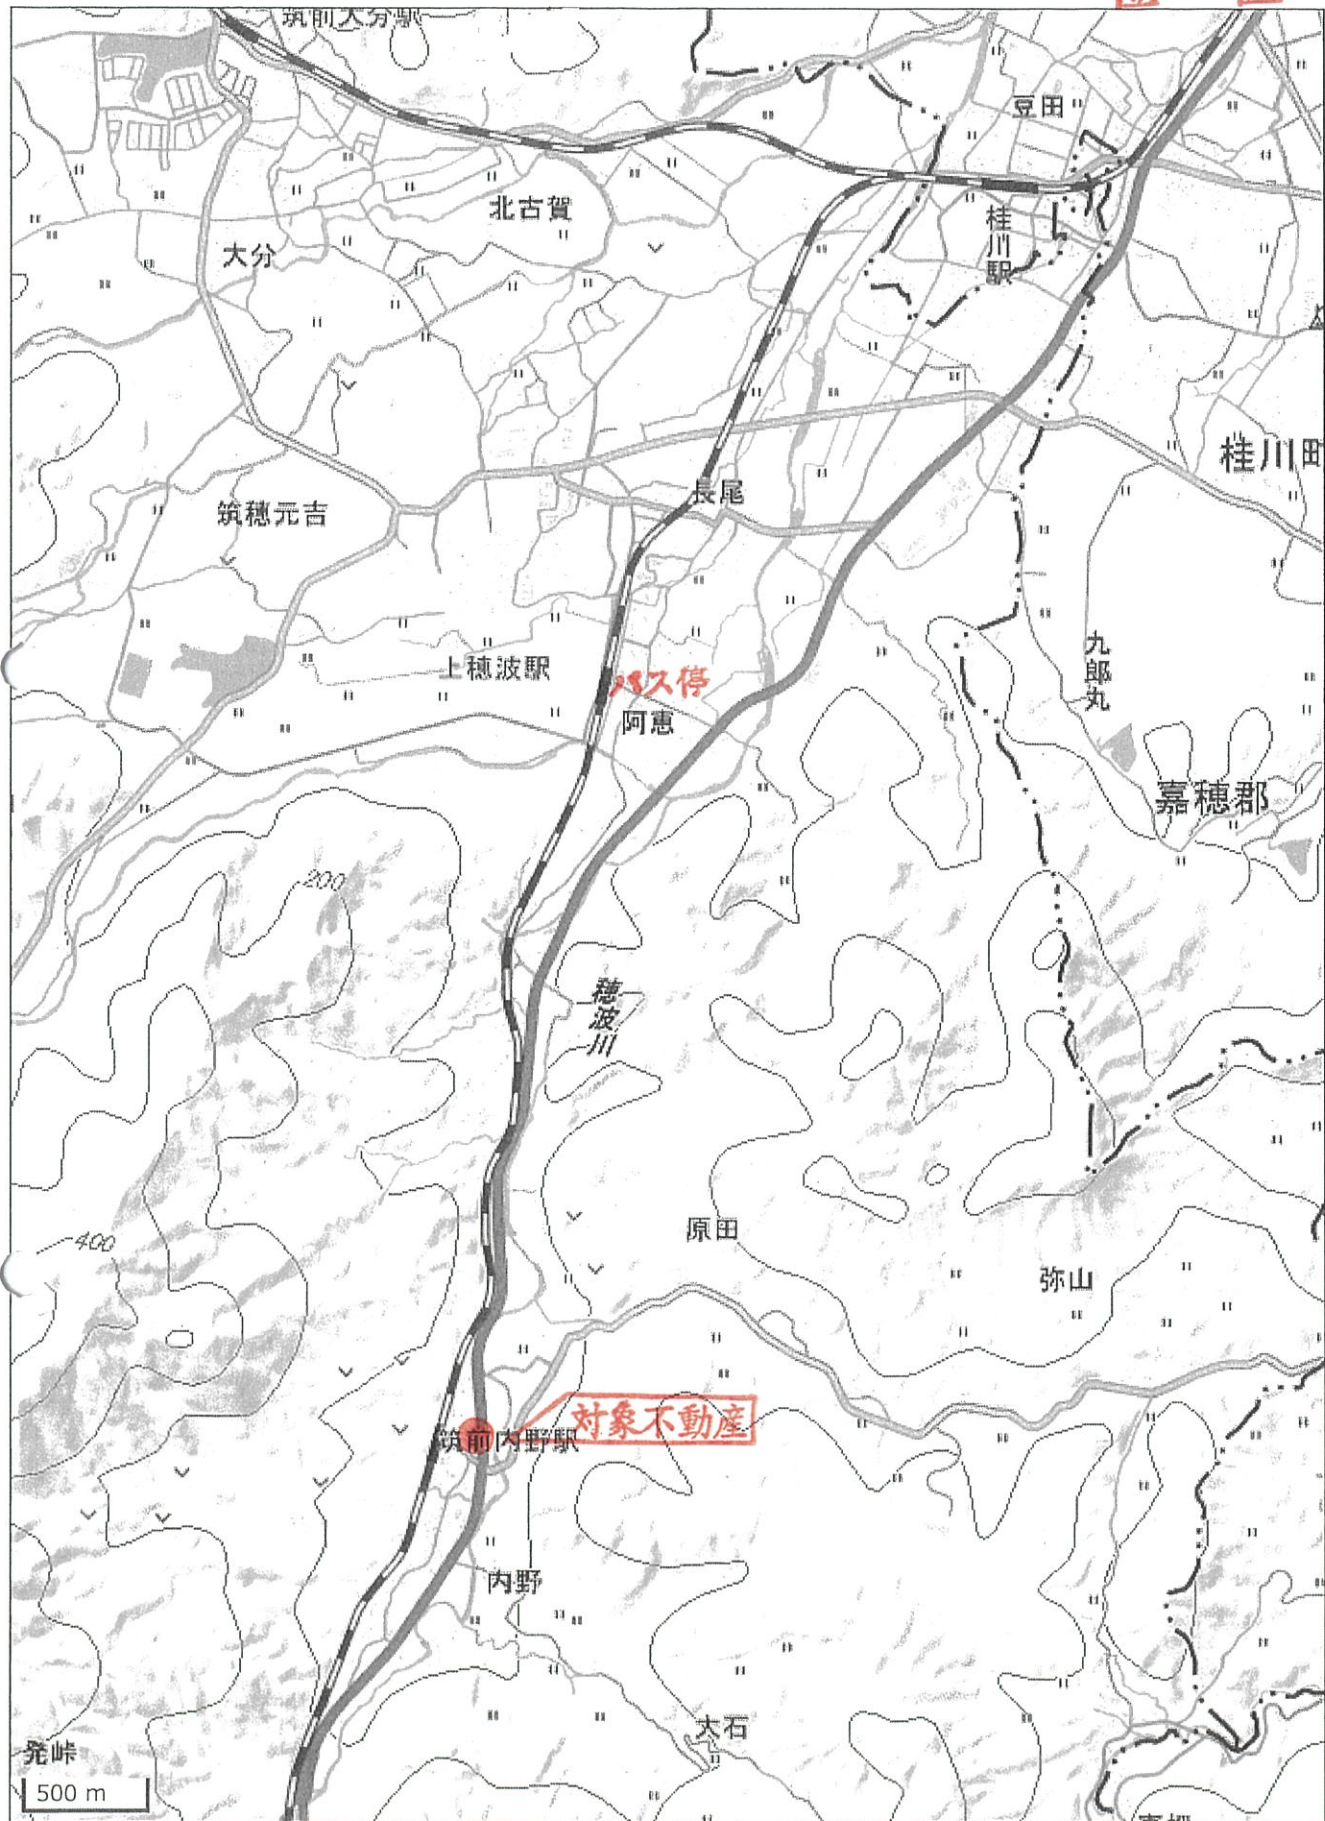 筑前大分駅
豆田
北古賀
桂川駅
大分
桂川町
長尾
筑穂元吉
九郎丸
上穂波駅
バス停
阿恵
嘉穂郡
200
穂波川
原田
400
弥山
対象不動産
筑前内野駅
内野
大石
発峠
500 m